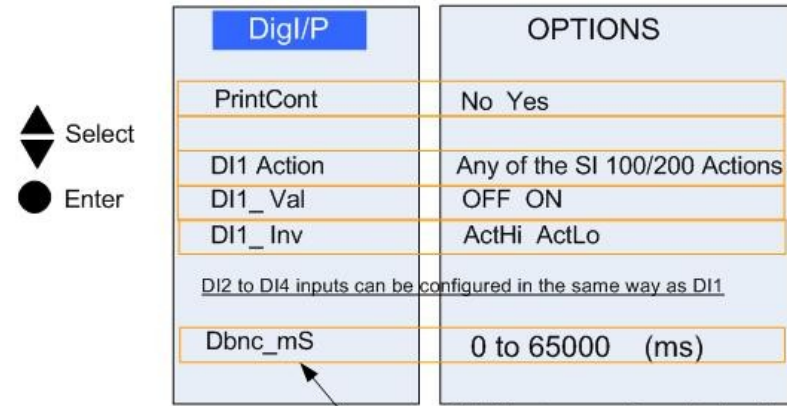 DigI/P OPTIONS
PrintCont No Yes
Select
DI1 Action Any of the SI 100/200 Actions
Enter DI1_ Val OFF ON
DI1_ Inv ActHi ActLo
DI2 to DI4 inputs can be configured in the same way as DI1
Dbnc_mS 0 to 65000 (ms)